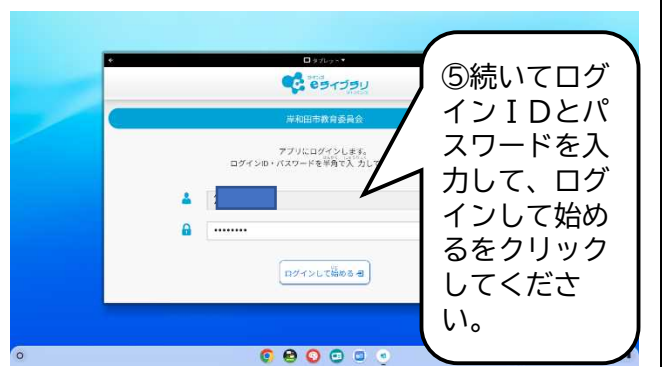 タブレット
ラインズ
eライブラリ
岸和田市教育委員会
アプリにログインします。
ログインID・パスワードを半角で入力して
••••••••
ログインして始める
⑤続いてログ
インＩＤとパ
スワードを入
力して、ログ
インして始め
るをクリック
してくださ
い。